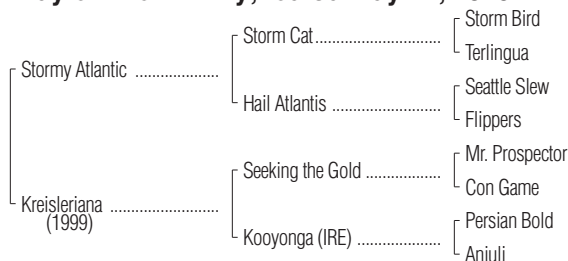 Storm Bird
Storm Cat
Terlingua
Stormy Atlantic
Seattle Slew
Hail Atlantis
Flippers
Mr. Prospector
Seeking the Gold
Con Game
Kreisleriana
(1999)
Persian Bold
Kooyonga (IRE)
Anjuli